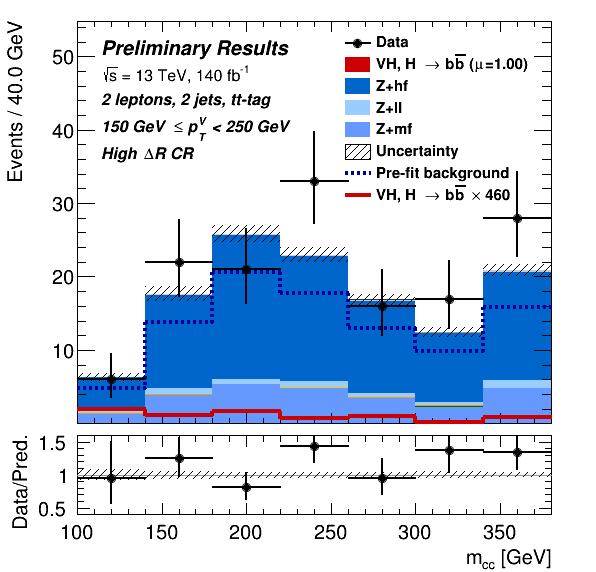 Events / 40.0 GeV
50
40
30
20
10
Preliminary Results
√s = 13 TeV, 140 fb⁻¹
2 leptons, 2 jets, tt-tag
150 GeV ≤ p_T^V < 250 GeV
High ΔR CR
Data
VH, H → bb̅ (μ=1.00)
Z+hf
Z+ll
Z+mf
Uncertainty
Pre-fit background
VH, H → bb̅ × 460
Data/Pred.
1.5
1
0.5
100 150 200 250 300 350
m_cc [GeV]